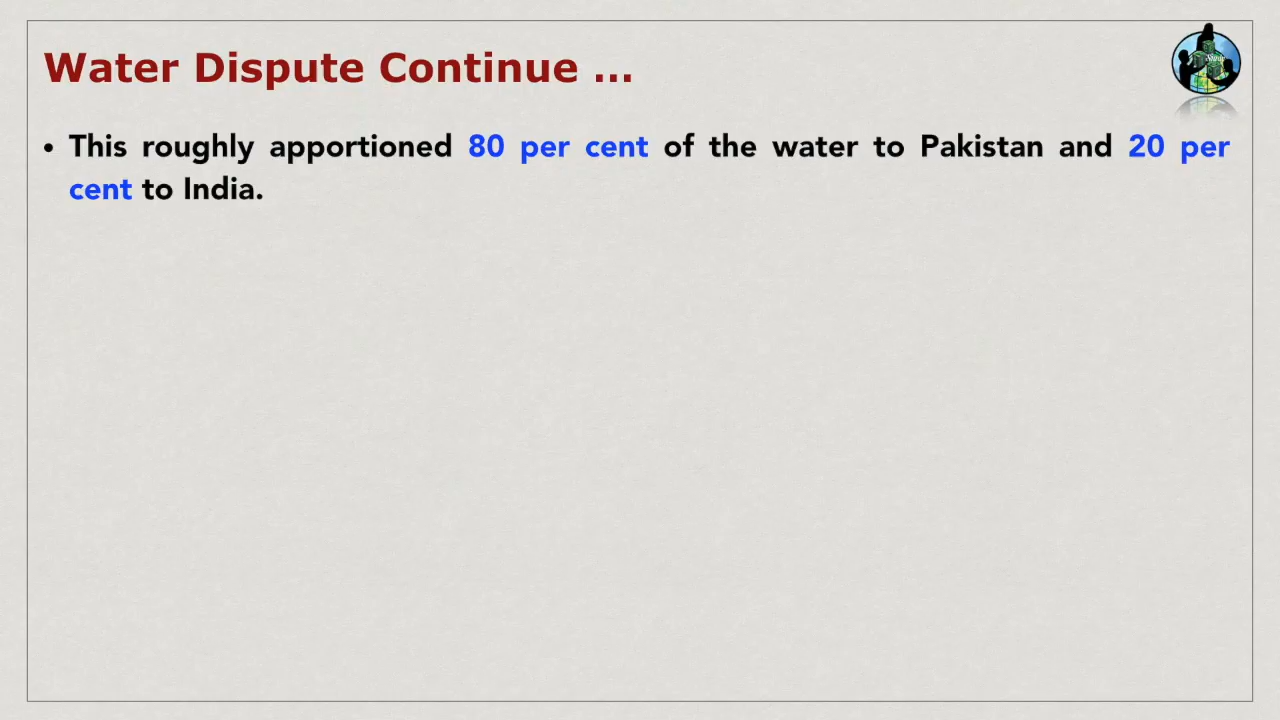 Water Dispute Continue ...
• This roughly apportioned 80 per cent of the water to Pakistan and 20 per
cent to India.